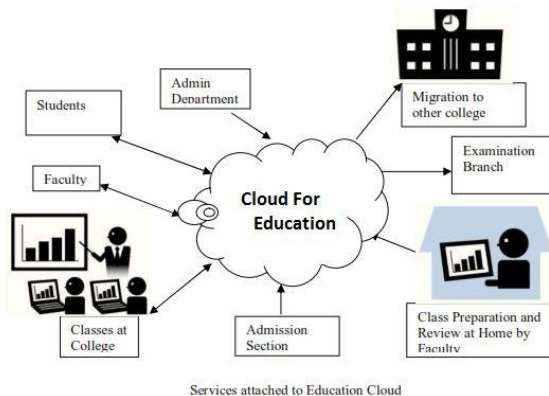 Admin
Department
Students
Migration to
other college
Examination
Branch
Faculty
Cloud For
Education
Classes at
College
Admission
Section
Class Preparation and
Review at Home by
Faculty
Services attached to Education Cloud